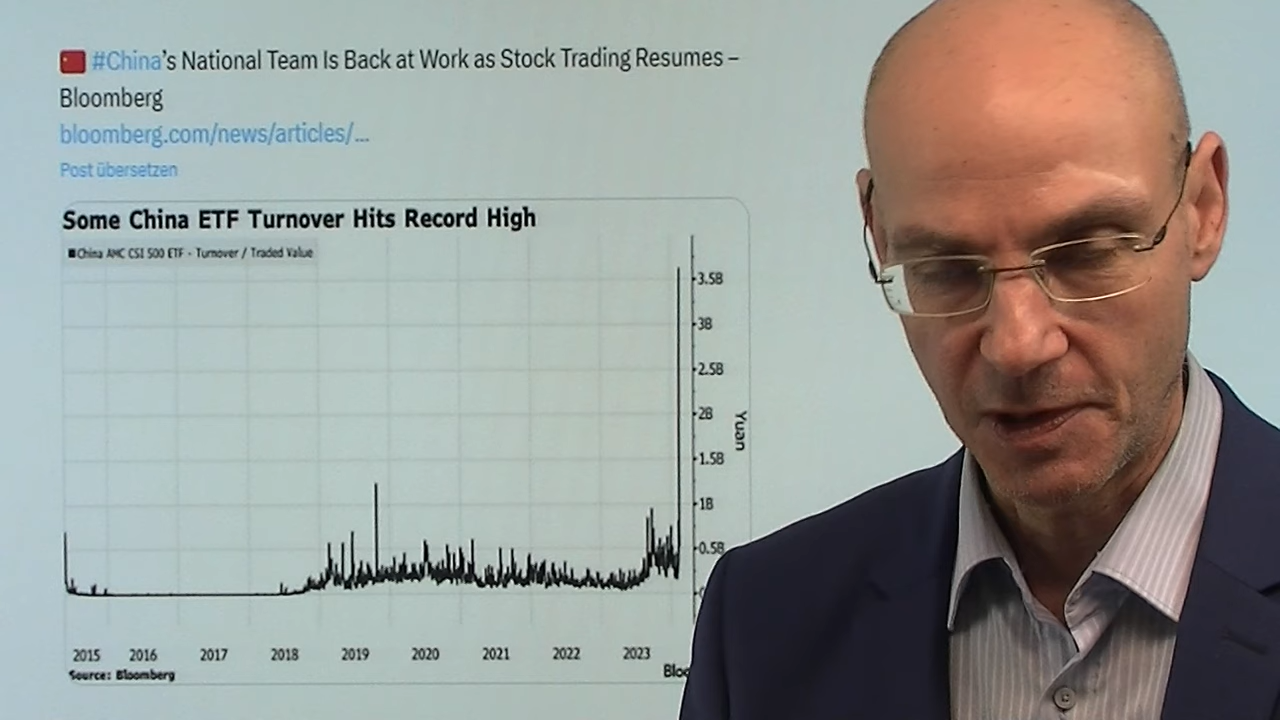 #China's National Team Is Back at Work as Stock Trading Resumes –
Bloomberg
bloomberg.com/news/articles/...
Post übersetzen
Some China ETF Turnover Hits Record High
China AMC CSI 500 ETF - Turnover / Traded Value
3.5B
3B
2.5B
2B
1.5B
1B
0.5B
Yuan
2015 2016 2017 2018 2019 2020 2021 2022 2023
Source: Bloomberg